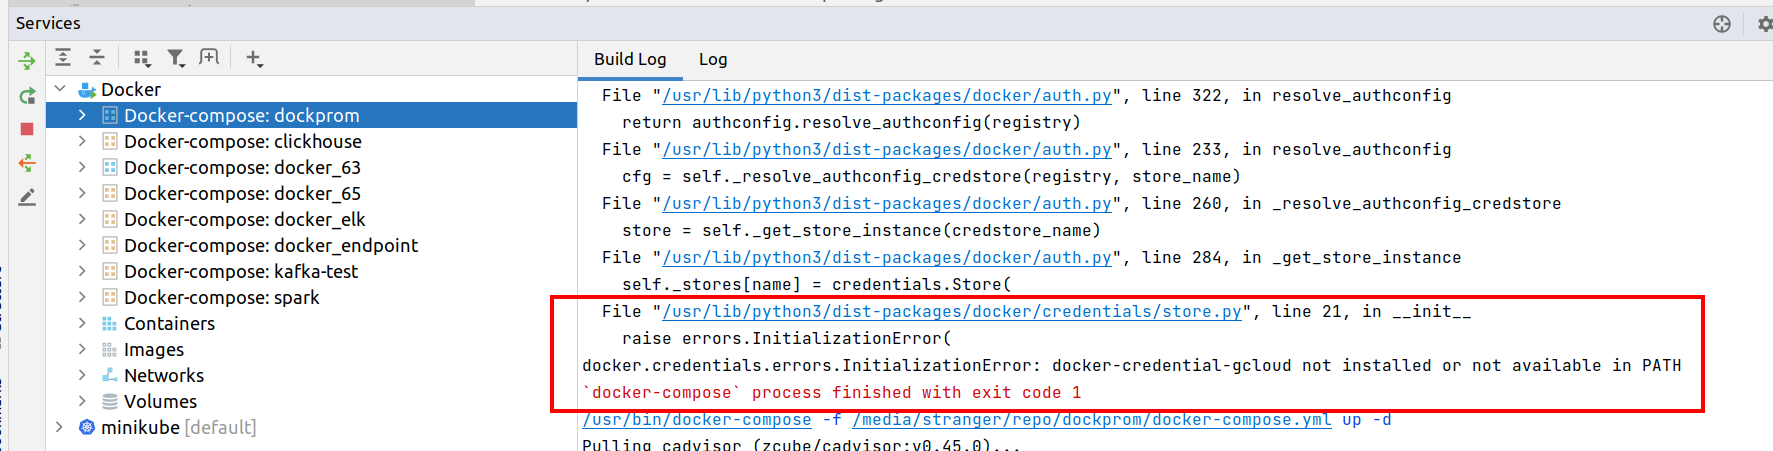 Services
Docker
Docker-compose: dockprom
Docker-compose: clickhouse
Docker-compose: docker_63
Docker-compose: docker_65
Docker-compose: docker_elk
Docker-compose: docker_endpoint
Docker-compose: kafka-test
Docker-compose: spark
Containers
Images
Networks
Volumes
minikube [default]
Build Log Log
File "/usr/lib/python3/dist-packages/docker/auth.py", line 322, in resolve_authconfig
return authconfig.resolve_authconfig(registry)
File "/usr/lib/python3/dist-packages/docker/auth.py", line 233, in resolve_authconfig
cfg = self._resolve_authconfig_credstore(registry, store_name)
File "/usr/lib/python3/dist-packages/docker/auth.py", line 260, in _resolve_authconfig_credstore
store = self._get_store_instance(credstore_name)
File "/usr/lib/python3/dist-packages/docker/auth.py", line 284, in _get_store_instance
self._stores[name] = credentials.Store(
File "/usr/lib/python3/dist-packages/docker/credentials/store.py", line 21, in __init__
raise errors.InitializationError(
docker.credentials.errors.InitializationError: docker-credential-gcloud not installed or not available in PATH
`docker-compose` process finished with exit code 1
/usr/bin/docker-compose -f /media/stranger/repo/dockprom/docker-compose.yml up -d
Pulling cadvisor (zcube/cadvisor:v0.45.0)...